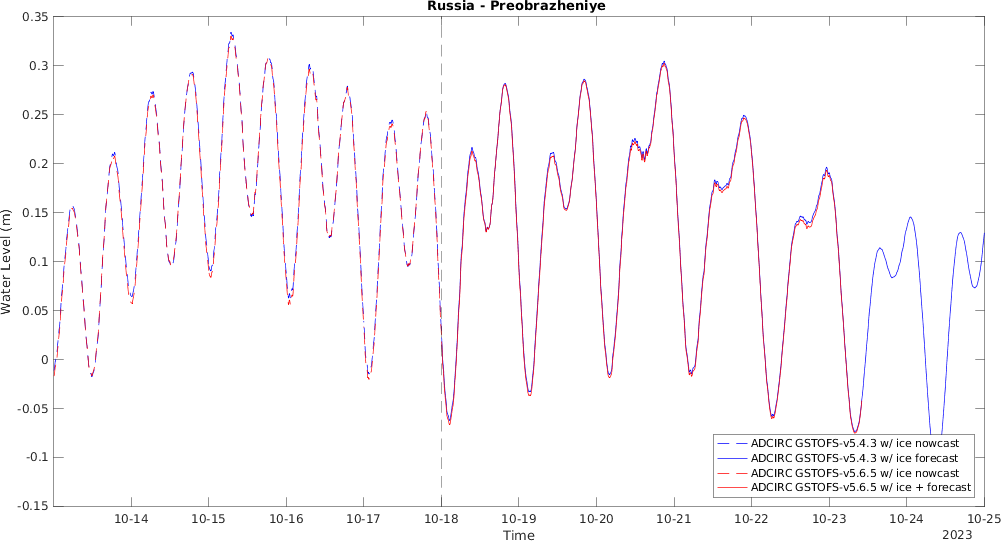 Russia - Preobrazheniye
Water Level (m)
0.35
0.3
0.25
0.2
0.15
0.1
0.05
0
-0.05
-0.1
-0.15
ADCIRC GSTOFS-v5.4.3 w/ ice nowcast
ADCIRC GSTOFS-v5.4.3 w/ ice forecast
ADCIRC GSTOFS-v5.6.5 w/ ice nowcast
ADCIRC GSTOFS-v5.6.5 w/ ice + forecast
10-14 10-15 10-16 10-17 10-18 10-19 10-20 10-21 10-22 10-23 10-24 10-25
Time
2023